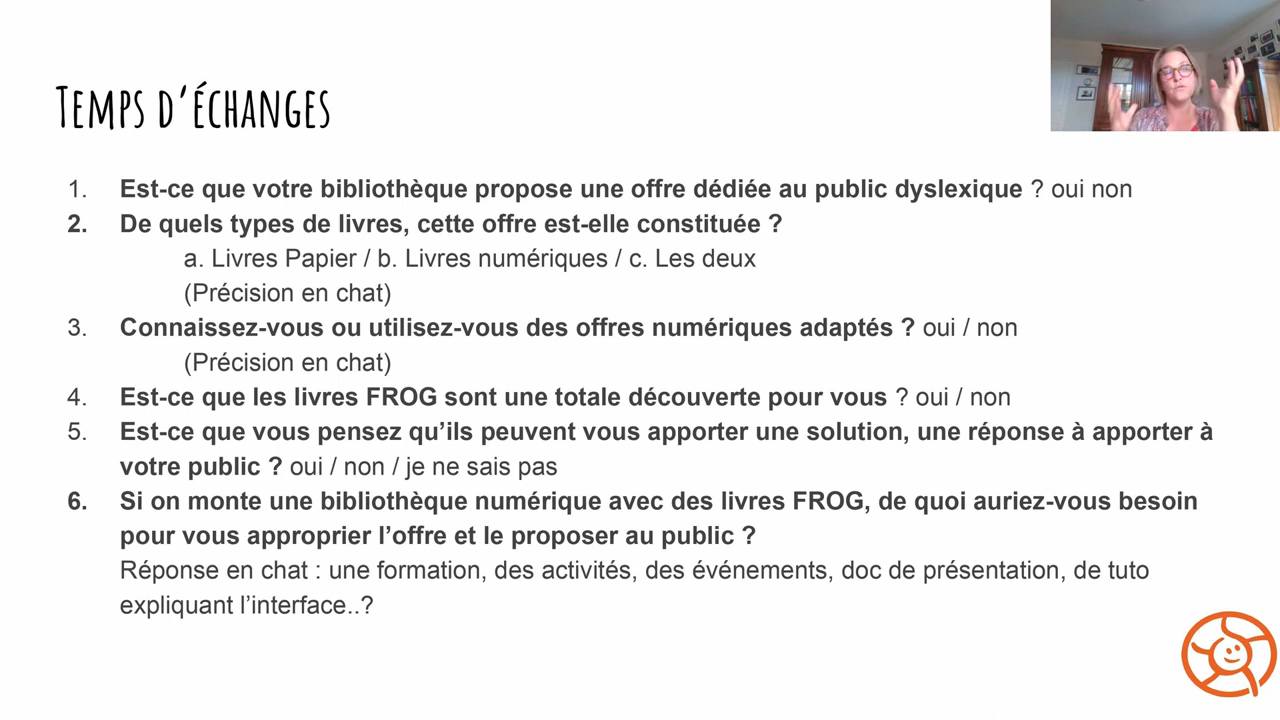 Temps d'échanges
1. Est-ce que votre bibliothèque propose une offre dédiée au public dyslexique ? oui non
2. De quels types de livres, cette offre est-elle constituée ?
a. Livres Papier / b. Livres numériques / c. Les deux
(Précision en chat)
3. Connaissez-vous ou utilisez-vous des offres numériques adaptés ? oui / non
(Précision en chat)
4. Est-ce que les livres FROG sont une totale découverte pour vous ? oui / non
5. Est-ce que vous pensez qu'ils peuvent vous apporter une solution, une réponse à apporter à
votre public ? oui / non / je ne sais pas
6. Si on monte une bibliothèque numérique avec des livres FROG, de quoi auriez-vous besoin
pour vous approprier l'offre et le proposer au public ?
Réponse en chat : une formation, des activités, des événements, doc de présentation, de tuto
expliquant l'interface..?